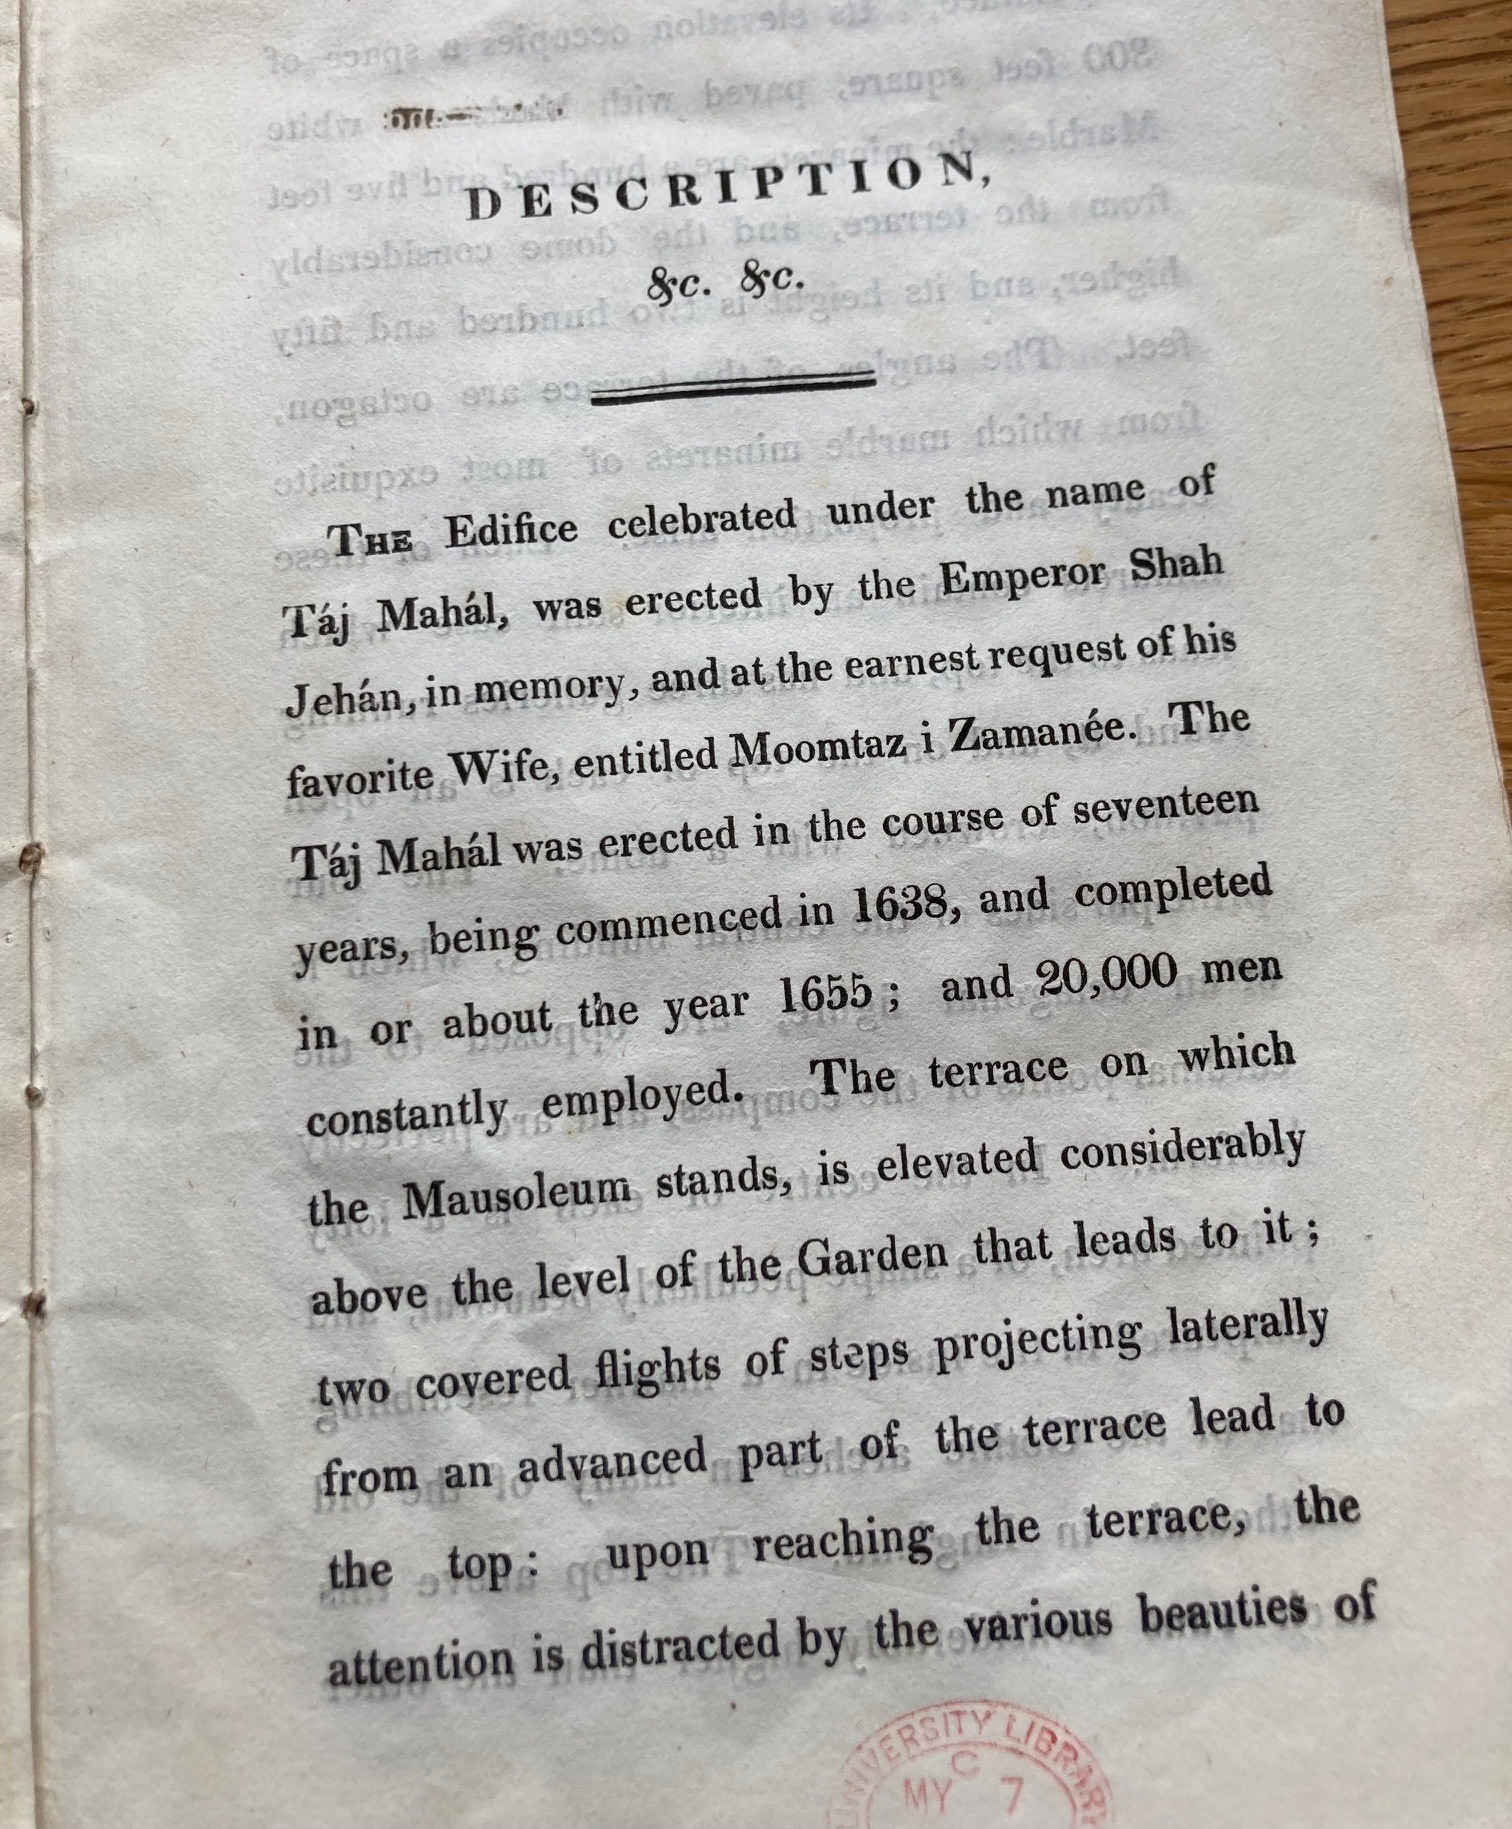 DESCRIPTION,
&c. &c.
THE Edifice celebrated under the name of
Táj Mahál, was erected by the Emperor Shah
Jehán, in memory, and at the earnest request of his
favorite Wife, entitled Moomtaz i Zamanée. The
Táj Mahál was erected in the course of seventeen
years, being commenced in 1638, and completed
in or about the year 1655; and 20,000 men
constantly employed. The terrace on which
the Mausoleum stands, is elevated considerably
above the level of the Garden that leads to it;
two covered flights of steps projecting laterally
from an advanced part of the terrace lead to
the top: upon reaching the terrace, the
attention is distracted by the various beauties of
UNIVERSITY LIBRARY
C
MY 7